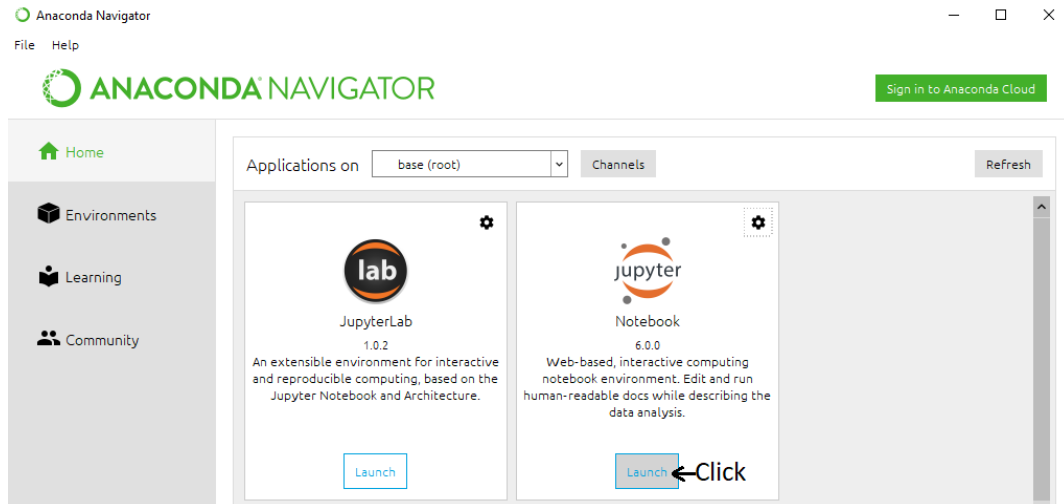 Anaconda Navigator
File Help
ANACONDA NAVIGATOR
Sign in to Anaconda Cloud
Home
Environments
Learning
Community
Applications on base (root) Channels Refresh
lab
JupyterLab
1.0.2
An extensible environment for interactive
and reproducible computing, based on the
Jupyter Notebook and Architecture.
Launch
jupyter
Notebook
6.0.0
Web-based, interactive computing
notebook environment. Edit and run
human-readable docs while describing the
data analysis.
Launch
Click